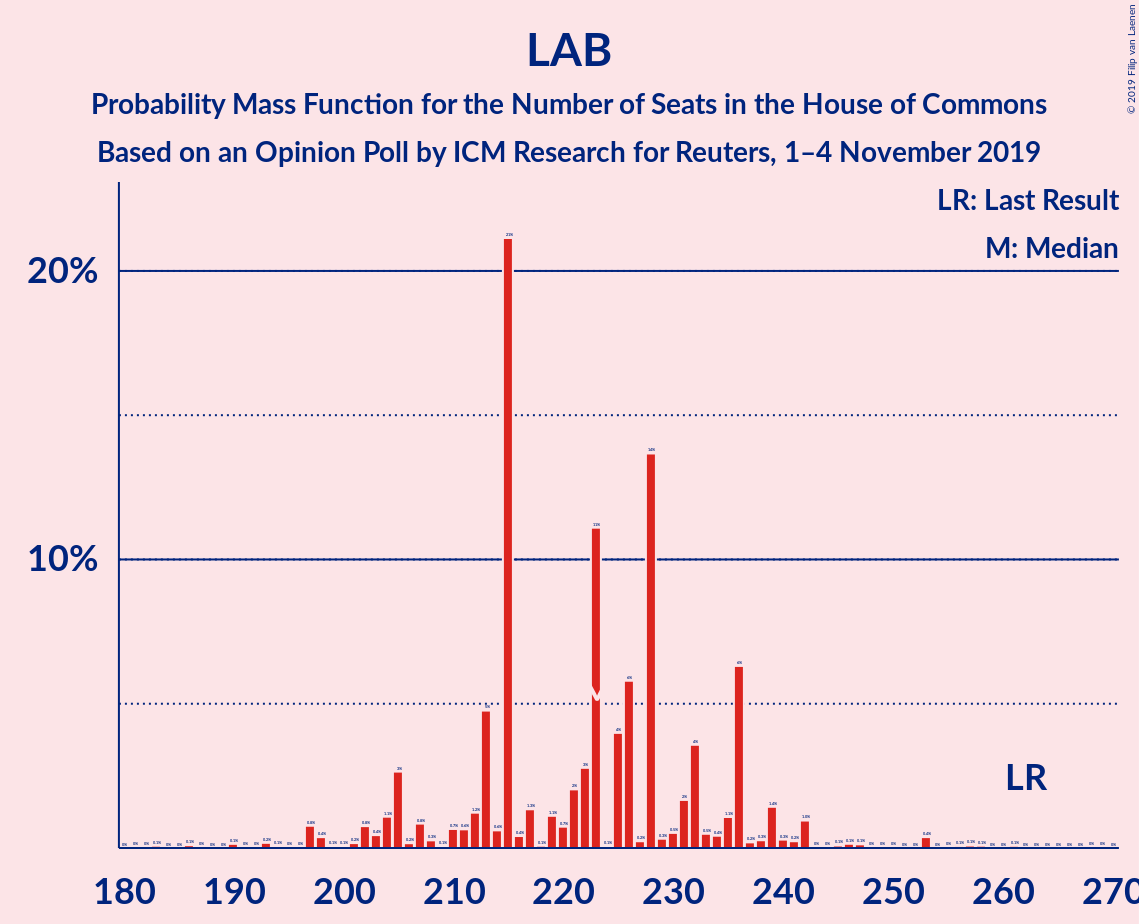 LAB
Probability Mass Function for the Number of Seats in the House of Commons
Based on an Opinion Poll by ICM Research for Reuters, 1–4 November 2019
© 2019 Filip van Laenen
LR: Last Result
M: Median
20%
10%
LR
180 190 200 210 220 230 240 250 260 270